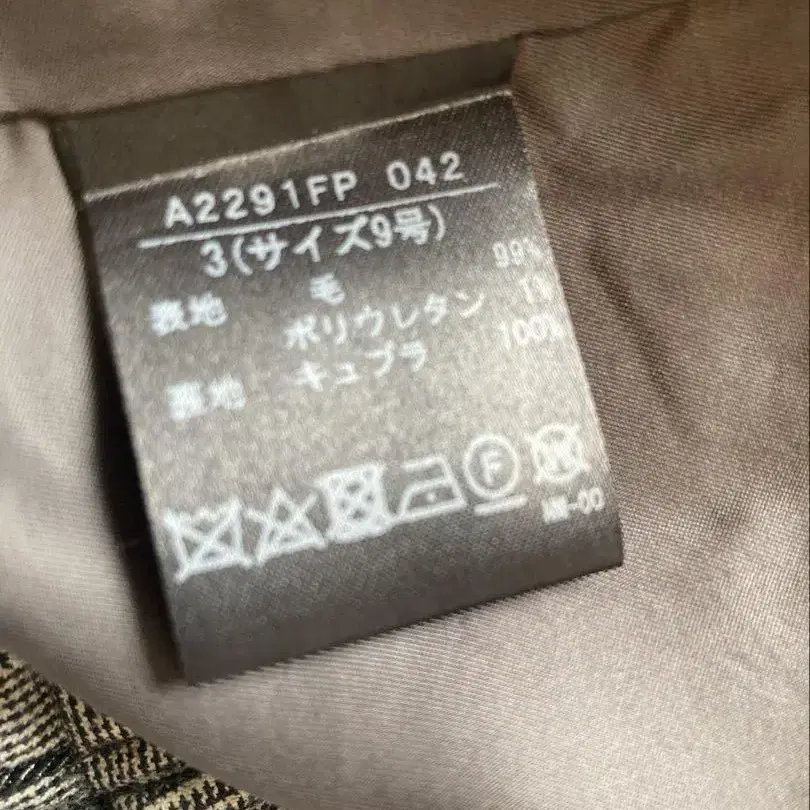 A2291FP 042
3(サイズ9号)
表地 毛 99%
ポリウレタン 1%
裏地 キュプラ 100%
F W